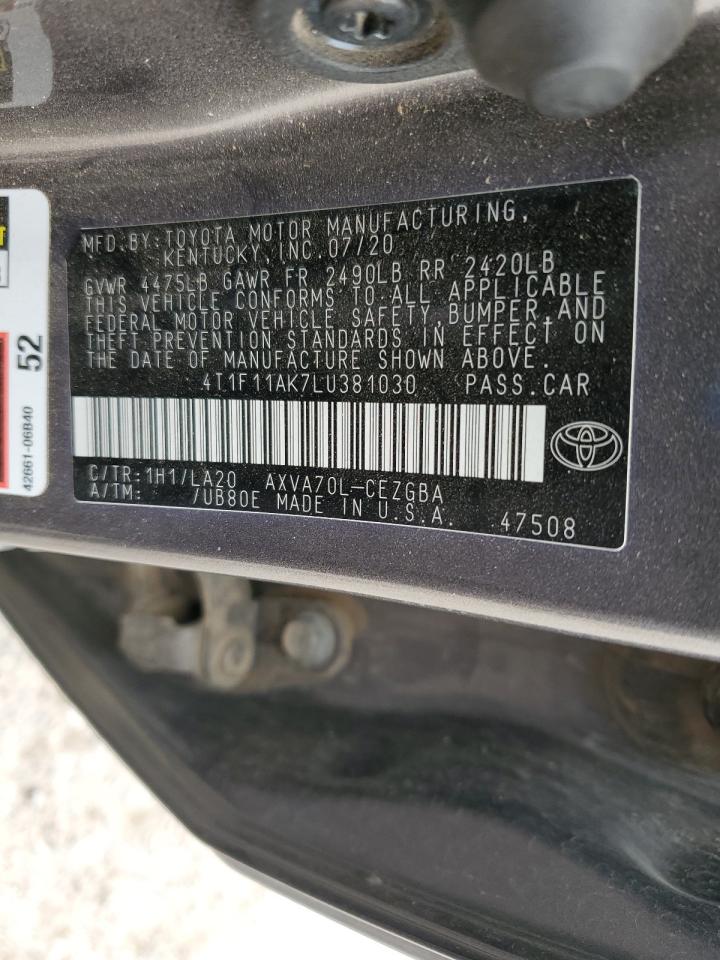 MFD.BY:TOYOTA MOTOR MANUFACTURING,
KENTUCKY,INC.07/20
GVWR 4475LB GAWR FR 2490LB RR 2420LB
THIS VEHICLE CONFORMS TO ALL APPLICABLE
FEDERAL MOTOR VEHICLE SAFETY,BUMPER,AND
THEFT PREVENTION STANDARDS IN EFFECT ON
THE DATE OF MANUFACTURE SHOWN ABOVE.
4T1F11AK7LU381030 PASS.CAR
C/TR:1H1/LA20 AXVA70L-CEZGBA
A/TM: /UB80E MADE IN U.S.A. 47508
52
42661-06B40